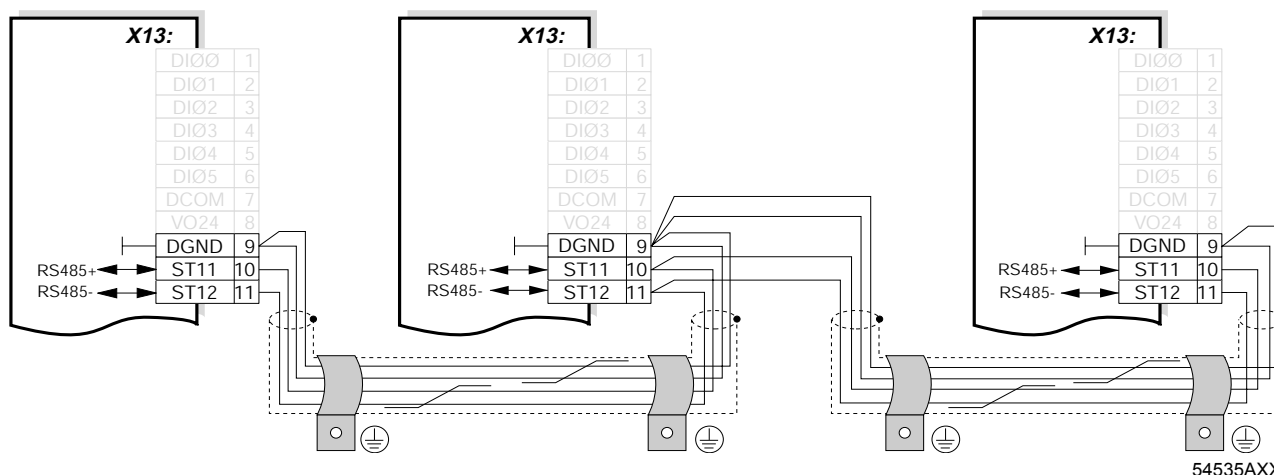 X13:
DIØØ 1
DIØ1 2
DIØ2 3
DIØ3 4
DIØ4 5
DIØ5 6
DCOM 7
VO24 8
DGND 9
RS485+ ST11 10
RS485- ST12 11
X13:
DIØØ 1
DIØ1 2
DIØ2 3
DIØ3 4
DIØ4 5
DIØ5 6
DCOM 7
VO24 8
DGND 9
RS485+ ST11 10
RS485- ST12 11
X13:
DIØØ 1
DIØ1 2
DIØ2 3
DIØ3 4
DIØ4 5
DIØ5 6
DCOM 7
VO24 8
DGND 9
RS485+ ST11 10
RS485- ST12 11
54535AXX